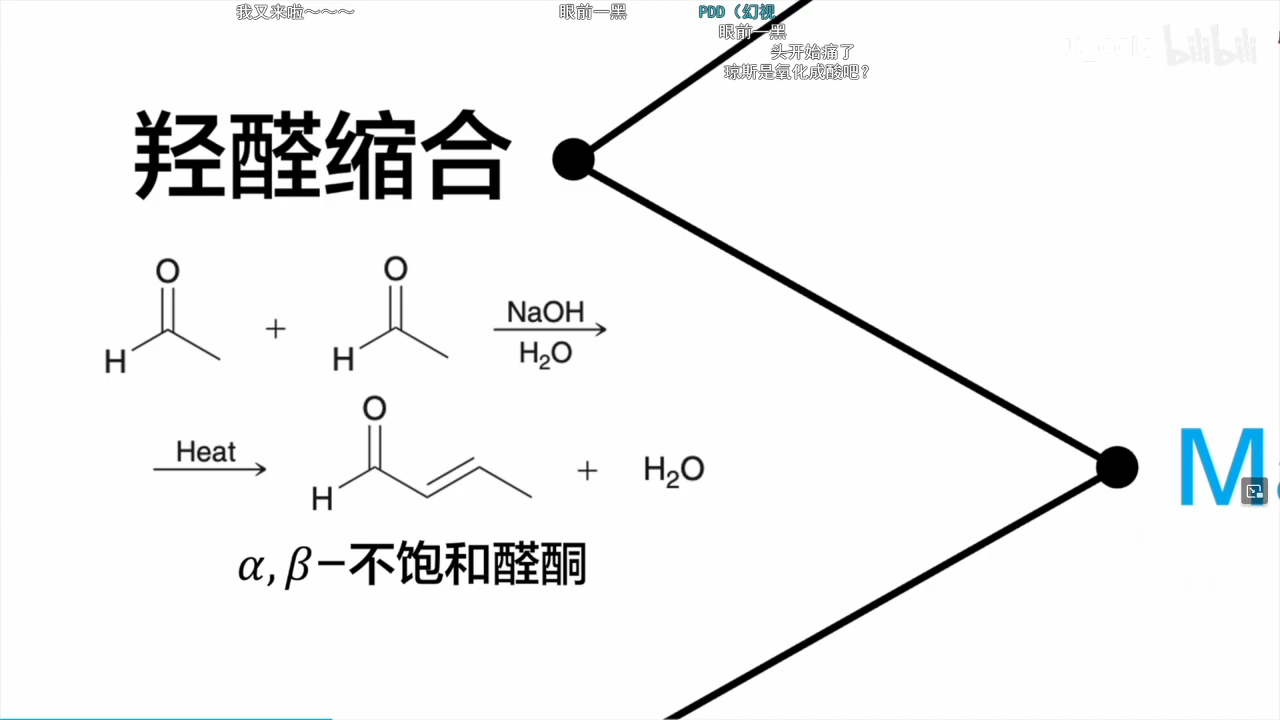 我又来啦～～～
眼前一黑
PDD（幻视
眼前一黑
头开始痛了
琼斯是氧化成酸吧？
bilibili
羟醛缩合
O
H
+
O
H
NaOH
H₂O
Heat
O
H
+
H₂O
α, β−不饱和醛酮
Ma